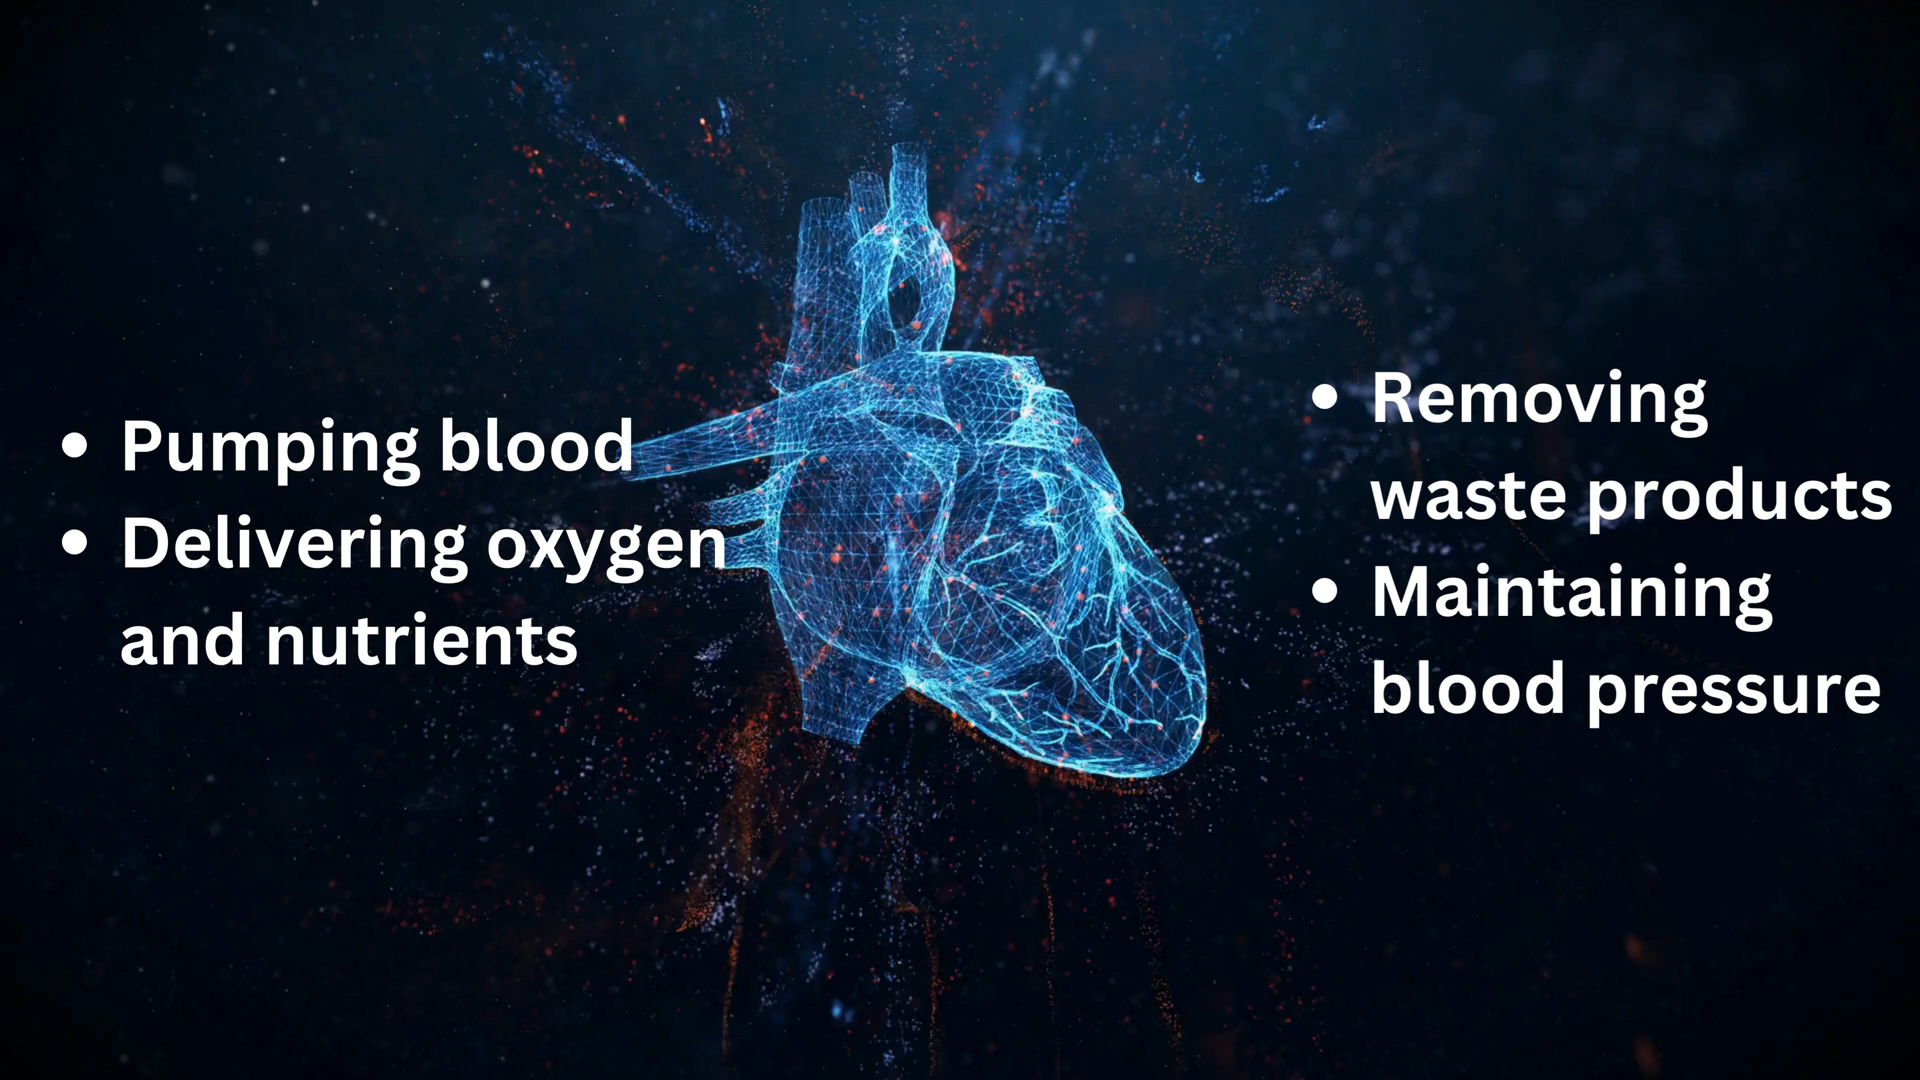 • Pumping blood
• Delivering oxygen
and nutrients
• Removing
waste products
• Maintaining
blood pressure